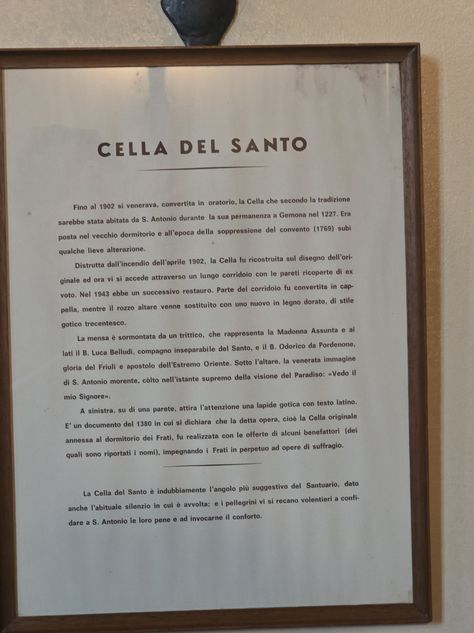 CELLA DEL SANTO
Fino al 1902 si venerava, convertita in oratorio, la Cella che secondo la tradizione
sarebbe stata abitata da S. Antonio durante la sua permanenza a Gemona nel 1227. Era
posta nel vecchio dormitorio e all'epoca della soppressione del convento (1769) subì
qualche lieve alterazione.
Distrutta dall'incendio dell'aprile 1902, la Cella fu ricostruita sul disegno dell'ori-
ginale ed ora vi si accede attraverso un lungo corridoio con le pareti ricoperte di ex
voto. Nel 1943 ebbe un successivo restauro. Parte del corridoio fu convertita in cap-
pella, mentre il rozzo altare venne sostituito con uno nuovo in legno dorato, di stile
gotico trecentesco.
La mensa è sormontata da un trittico, che rappresenta la Madonna Assunta e ai
lati il B. Luca Belludi, compagno inseparabile del Santo, e il B. Odorico da Pordenone,
gloria del Friuli e apostolo dell'Estremo Oriente. Sotto l'altare, la venerata immagine
di S. Antonio morente, còlto nell'instante supremo della visione del Paradiso: «Vedo il
mio Signore».
A sinistra, su di una parete, attira l'attenzione una lapide gotica con testo latino.
E' un documento del 1380 in cui si dichiara che la detta opera, cioè la Cella originale
annessa al dormitorio dei Frati, fu realizzata con le offerte di alcuni benefattori (dei
quali sono riportati i nomi), impegnando i Frati in perpetuo ad opere di suffragio.
La Cella del Santo è indubbiamente l'angolo più suggestivo del Santuario, dato
anche l'abituale silenzio in cui è avvolta; e i pellegrini vi si recano volentieri a confi-
dare a S. Antonio le loro pene e ad invocarne il conforto.